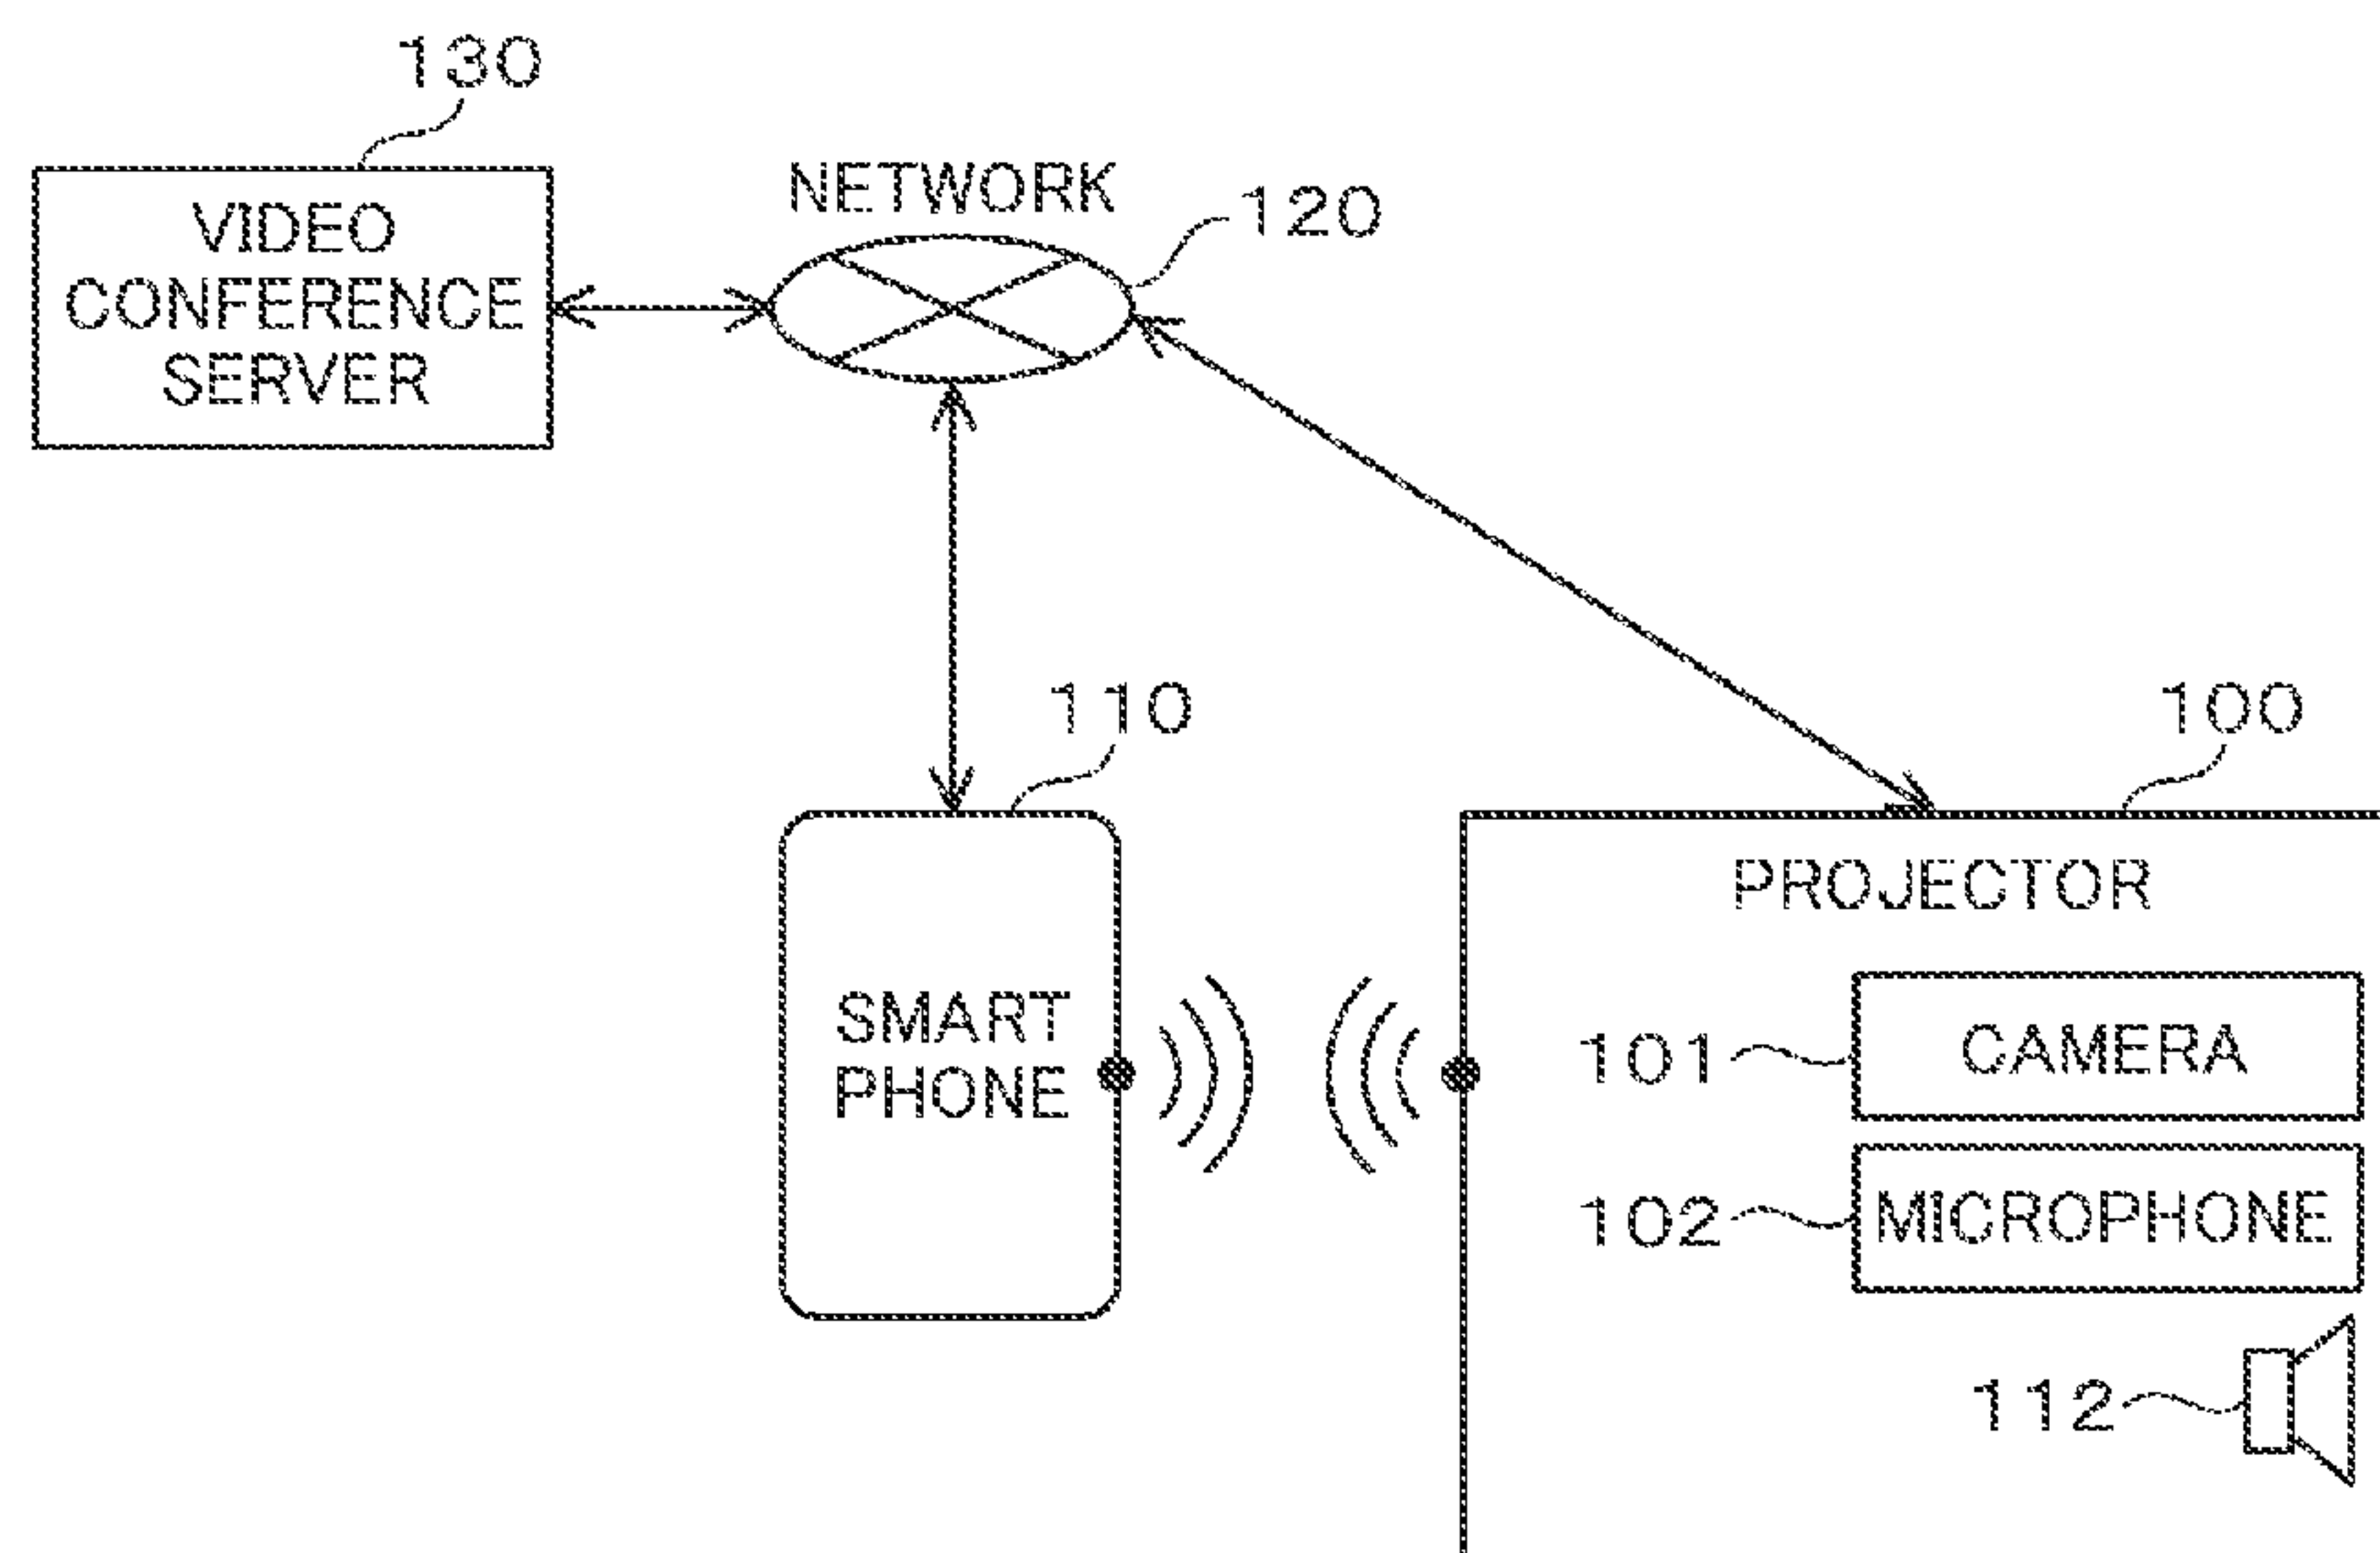 130
VIDEO
CONFERENCE
SERVER
NETWORK
120
110
SMART
PHONE
100
PROJECTOR
101
CAMERA
102
MICROPHONE
112